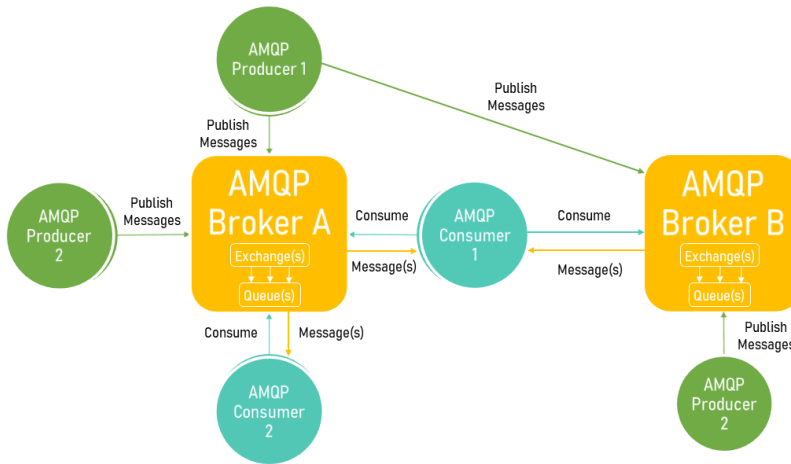 AMQP
Producer 1
Publish
Messages
Publish
Messages
AMQP
Producer
2
Publish
Messages
AMQP
Broker A
Exchange(s)
Queue(s)
Consume
Message(s)
AMQP
Consumer
1
Consume
Message(s)
AMQP
Broker B
Exchange(s)
Queue(s)
Consume
Message(s)
AMQP
Consumer
2
Publish
Messages
AMQP
Producer
2